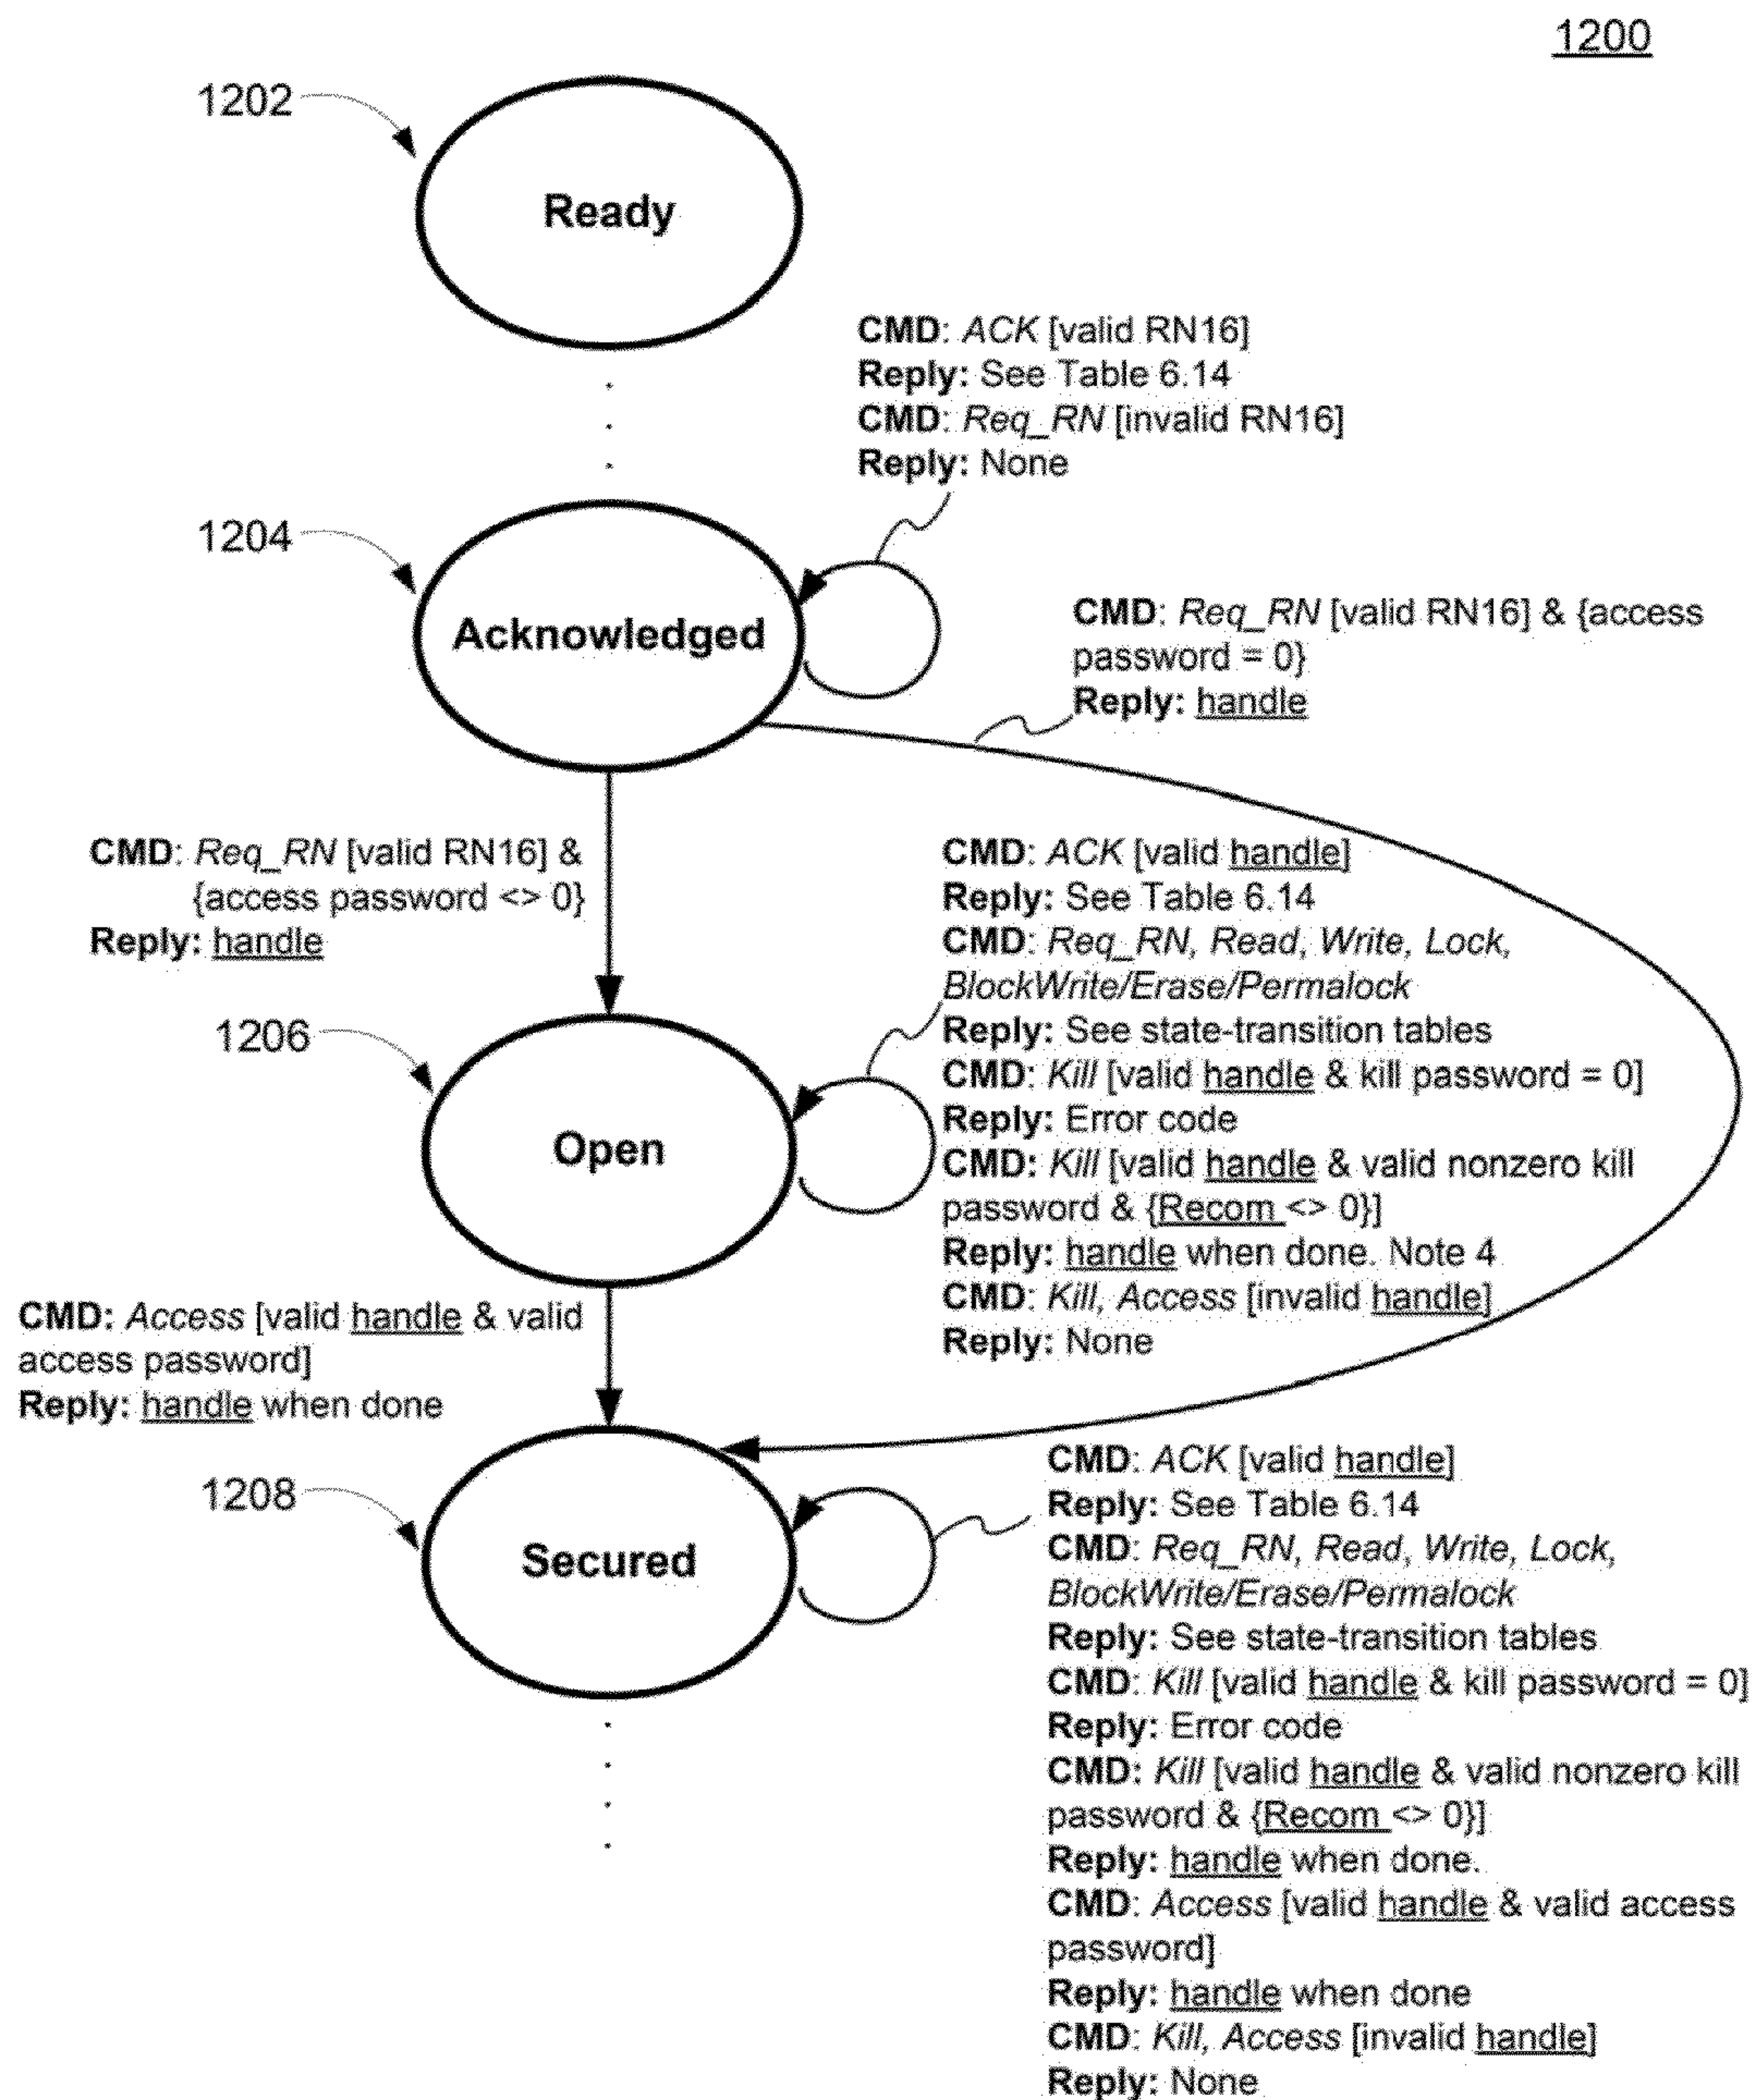 1200
1202
Ready
CMD: ACK [valid RN16]
Reply: See Table 6.14
CMD: Req_RN [invalid RN16]
Reply: None
1204
Acknowledged
CMD: Req_RN [valid RN16] & {access
password = 0}
Reply: handle
CMD: Req_RN [valid RN16] &
{access password <> 0}
Reply: handle
CMD: ACK [valid handle]
Reply: See Table 6.14
CMD: Req_RN, Read, Write, Lock,
BlockWrite/Erase/Permalock
Reply: See state-transition tables
CMD: Kill [valid handle & kill password = 0]
Reply: Error code
CMD: Kill [valid handle & valid nonzero kill
password & {Recom <> 0}]
Reply: handle when done. Note 4
CMD: Kill, Access [invalid handle]
Reply: None
1206
Open
CMD: Access [valid handle & valid
access password]
Reply: handle when done
1208
Secured
CMD: ACK [valid handle]
Reply: See Table 6.14
CMD: Req_RN, Read, Write, Lock,
BlockWrite/Erase/Permalock
Reply: See state-transition tables
CMD: Kill [valid handle & kill password = 0]
Reply: Error code
CMD: Kill [valid handle & valid nonzero kill
password & {Recom <> 0}]
Reply: handle when done.
CMD: Access [valid handle & valid access
password]
Reply: handle when done
CMD: Kill, Access [invalid handle]
Reply: None